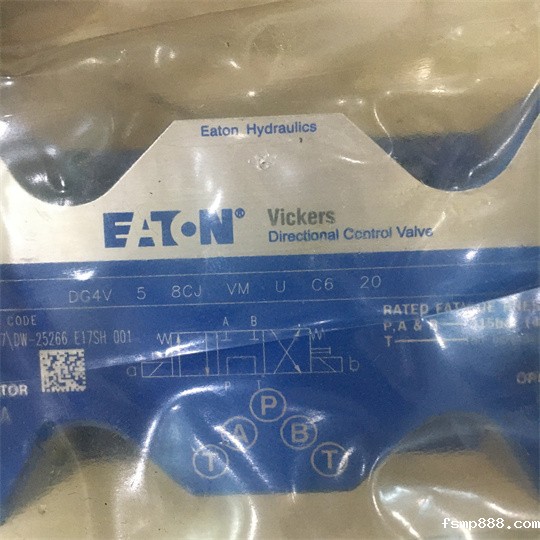 Eaton Hydraulics
EATON® Vickers
Directional Control Valve
DG4V 5 8CJ VM U C6 20
CODE
DW-25266 E17SH 001
RATED
P, A &
T
A B
a b
P T
TOR
OP
A
P
A B
T T
fsmp888.com